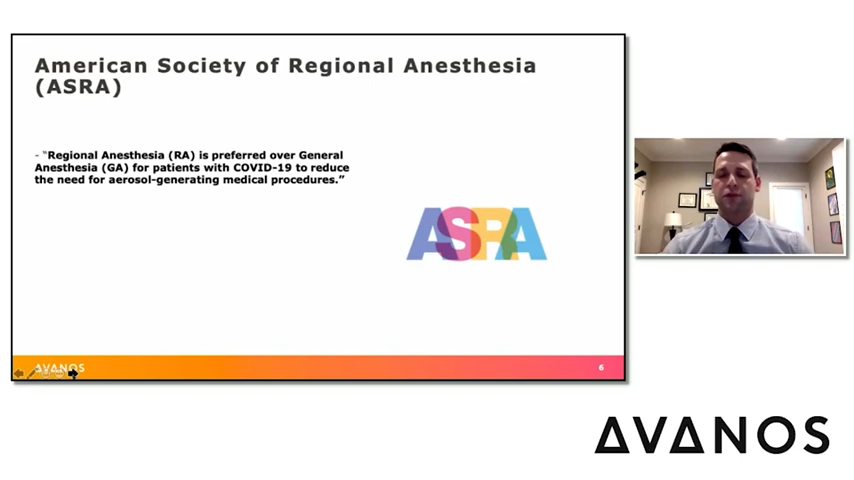 American Society of Regional Anesthesia
(ASRA)
- "Regional Anesthesia (RA) is preferred over General
Anesthesia (GA) for patients with COVID-19 to reduce
the need for aerosol-generating medical procedures.”
ASRA
AVANOS
6
AVANOS